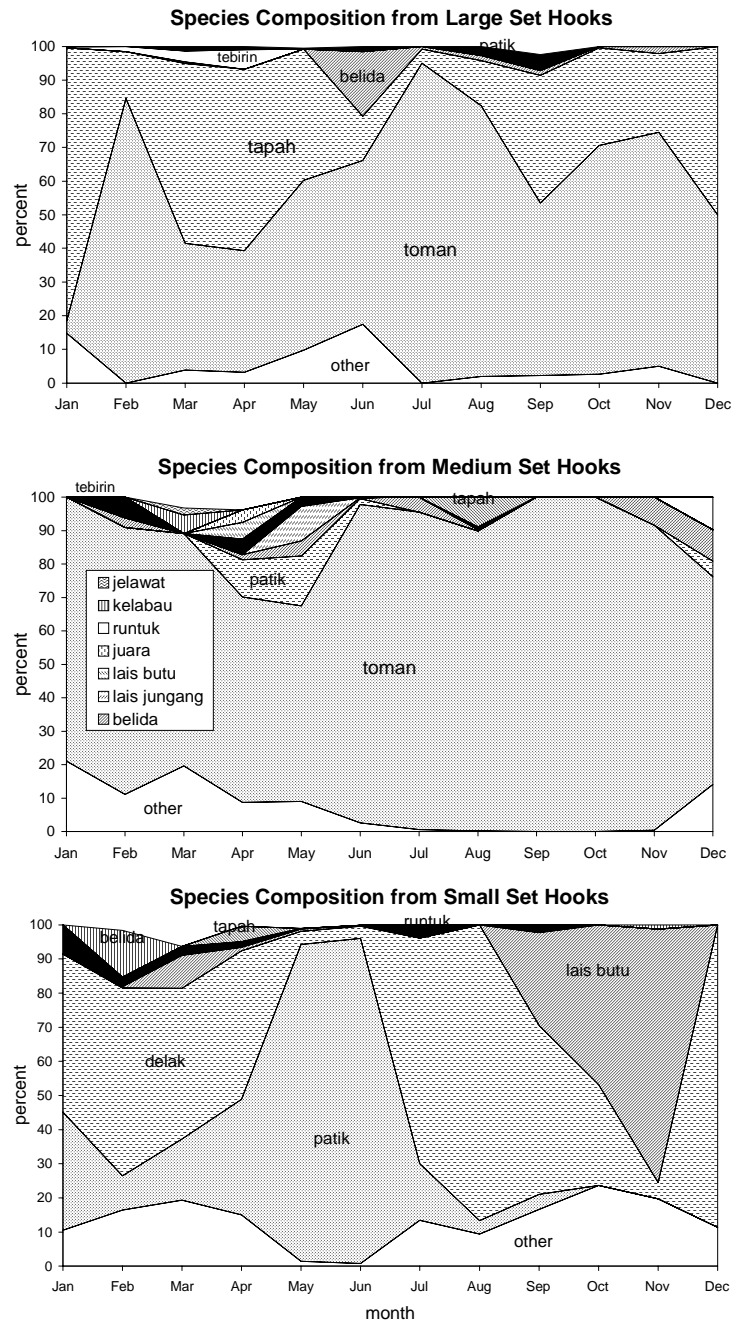 Species Composition from Large Set Hooks
100
90
80
70
60
50
40
30
20
10
0
percent
patik
tebirin
belida
tapah
toman
other
Jan Feb Mar Apr May Jun Jul Aug Sep Oct Nov Dec
Species Composition from Medium Set Hooks
tebirin
100
90
80
70
60
50
40
30
20
10
0
percent
tapah
patik
jelawat
kelabau
runtuk
juara
lais butu
lais jungang
belida
toman
other
Jan Feb Mar Apr May Jun Jul Aug Sep Oct Nov Dec
Species Composition from Small Set Hooks
100
90
80
70
60
50
40
30
20
10
0
percent
runtuk
tapah
belida
lais butu
delak
patik
other
Jan Feb Mar Apr May Jun Jul Aug Sep Oct Nov Dec
month